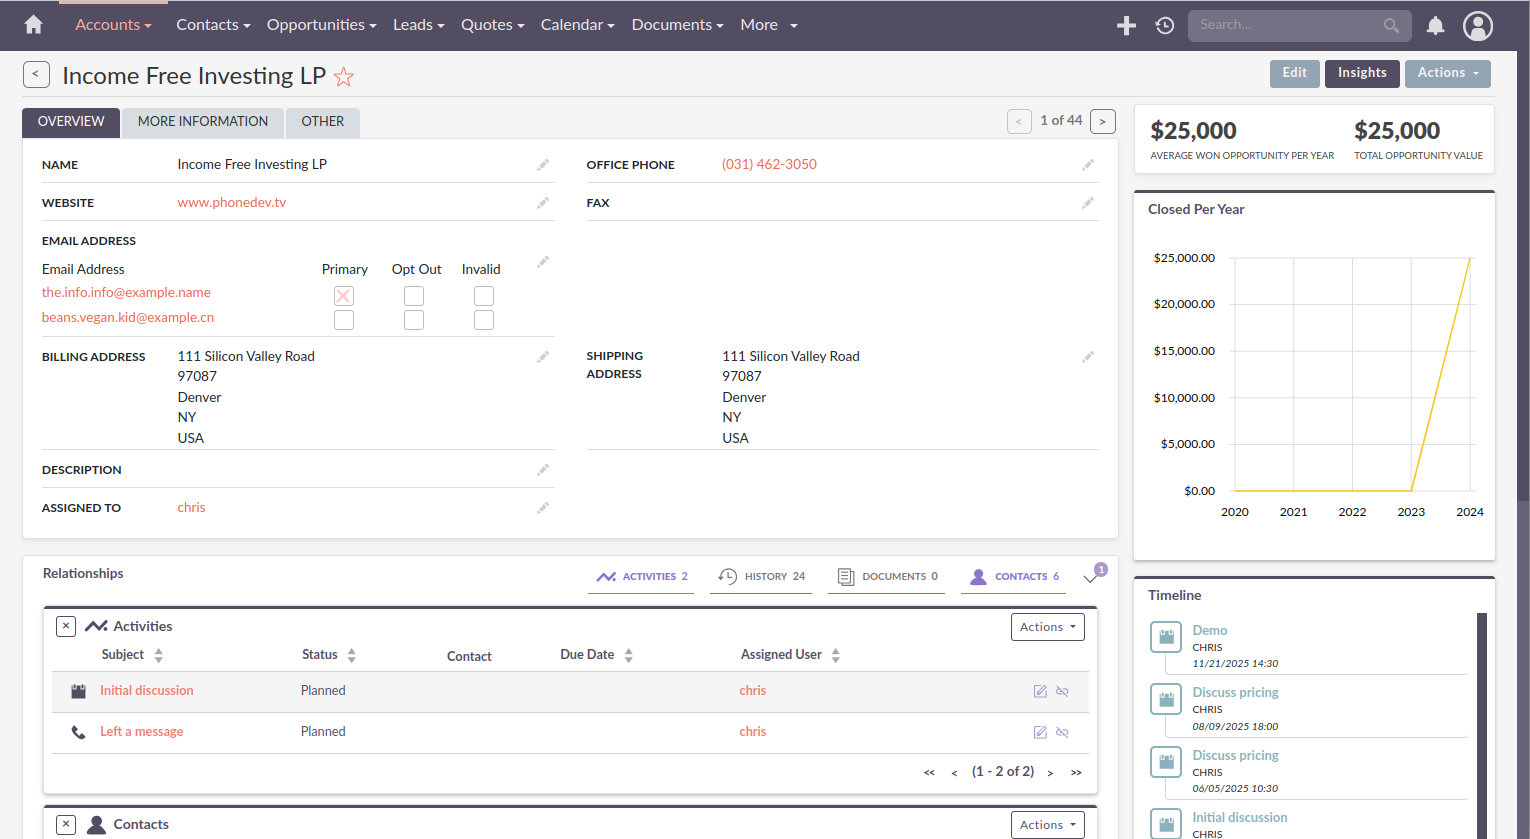 Accounts Contacts Opportunities Leads Quotes Calendar Documents More Search...
< Income Free Investing LP Edit Insights Actions
OVERVIEW MORE INFORMATION OTHER < 1 of 44 >
NAME Income Free Investing LP OFFICE PHONE (031) 462-3050
WEBSITE www.phonedev.tv FAX
EMAIL ADDRESS
Email Address Primary Opt Out Invalid
the.info.info@example.name
beans.vegan.kid@example.cn
BILLING ADDRESS 111 Silicon Valley Road
97087
Denver
NY
USA
SHIPPING ADDRESS 111 Silicon Valley Road
97087
Denver
NY
USA
DESCRIPTION
ASSIGNED TO chris
$25,000 $25,000
AVERAGE WON OPPORTUNITY PER YEAR TOTAL OPPORTUNITY VALUE
Closed Per Year
$25,000.00
$20,000.00
$15,000.00
$10,000.00
$5,000.00
$0.00
2020 2021 2022 2023 2024
Relationships ACTIVITIES 2 HISTORY 24 DOCUMENTS 0 CONTACTS 6 1
Activities Actions
Subject Status Contact Due Date Assigned User
Initial discussion Planned chris
Left a message Planned chris
<< < (1 - 2 of 2) > >>
Contacts Actions
Timeline
Demo
CHRIS
11/21/2025 14:30
Discuss pricing
CHRIS
08/09/2025 18:00
Discuss pricing
CHRIS
06/05/2025 10:30
Initial discussion
CHRIS